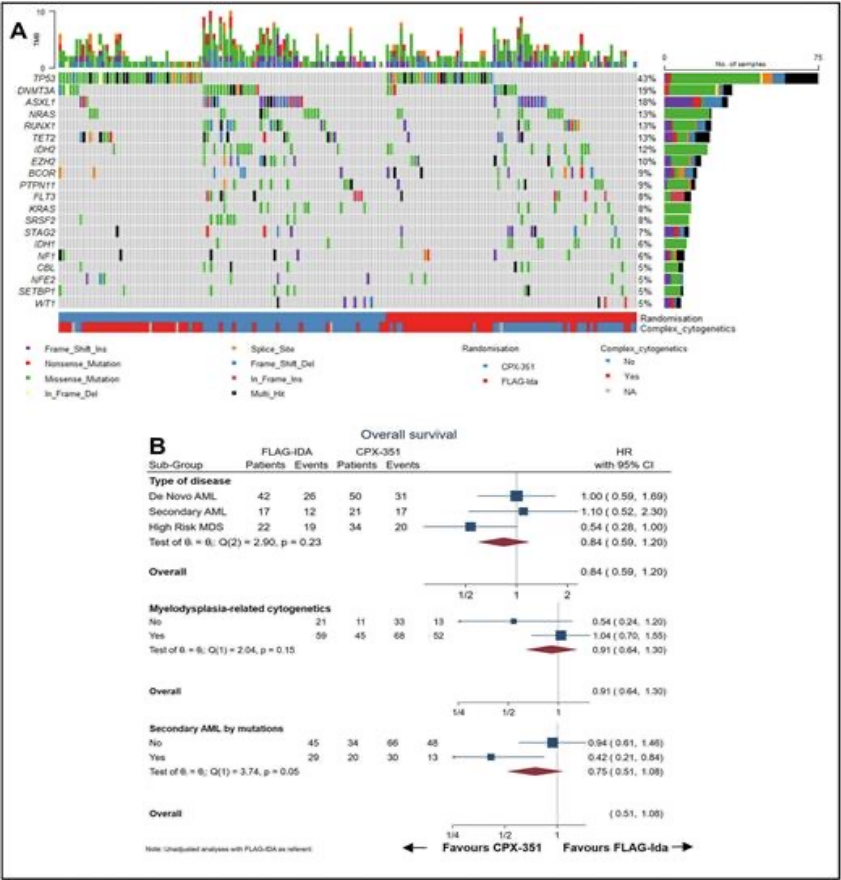 A
TMB
10
0
0 No. of samples 75
TP53 43%
DNMT3A 19%
ASXL1 18%
NRAS 13%
RUNX1 13%
TET2 13%
IDH2 12%
EZH2 10%
BCOR 9%
PTPN11 9%
FLT3 8%
KRAS 8%
SRSF2 8%
STAG2 7%
IDH1 6%
NF1 6%
CBL 5%
NFE2 5%
SETBP1 5%
WT1 5%
Randomisation
Complex_cytogenetics
Frame_Shift_Ins Splice_Site Randomisation Complex_cytogenetics
Nonsense_Mutation Frame_Shift_Del CPX-351 No
Missense_Mutation In_Frame_Ins FLAG-Ida Yes
In_Frame_Del Multi_Hit NA
B
Overall survival
FLAG-IDA CPX-351 HR
Sub-Group Patients Events Patients Events with 95% CI
Type of disease
De Novo AML 42 26 50 31 1.00 ( 0.59, 1.69)
Secondary AML 17 12 21 17 1.10 ( 0.52, 2.30)
High Risk MDS 22 19 34 20 0.54 ( 0.28, 1.00)
Test of θᵢ = θⱼ: Q(2) = 2.90, p = 0.23 0.84 ( 0.59, 1.20)
Overall 0.84 ( 0.59, 1.20)
1/2 1 2
Myelodysplasia-related cytogenetics
No 21 11 33 13 0.54 ( 0.24, 1.20)
Yes 59 45 68 52 1.04 ( 0.70, 1.55)
Test of θᵢ = θⱼ: Q(1) = 2.04, p = 0.15 0.91 ( 0.64, 1.30)
Overall 0.91 ( 0.64, 1.30)
1/4 1/2 1
Secondary AML by mutations
No 45 34 66 48 0.94 ( 0.61, 1.46)
Yes 29 20 30 13 0.42 ( 0.21, 0.84)
Test of θᵢ = θⱼ: Q(1) = 3.74, p = 0.05 0.75 ( 0.51, 1.08)
Overall ( 0.51, 1.08)
1/4 1/2 1
Note: Unadjusted analyses with FLAG-IDA as referent. Favours CPX-351 Favours FLAG-Ida